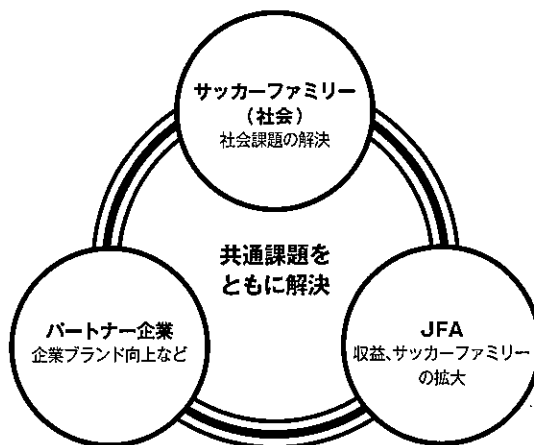 サッカーファミリー
(社会)
社会課題の解決
共通課題を
ともに解決
パートナー企業
企業ブランド向上など
JFA
収益、サッカーファミリー
の拡大